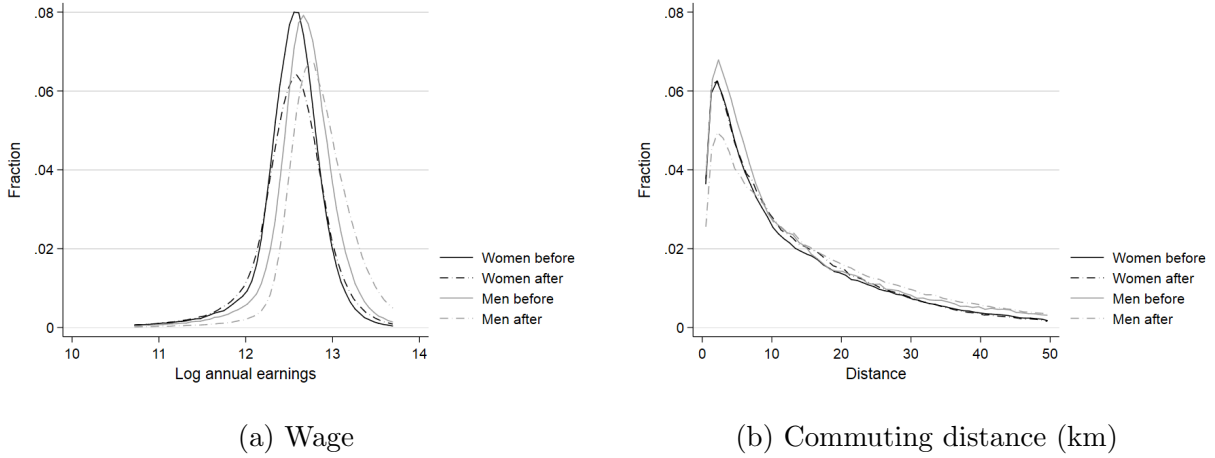 .08
.06
.04
.02
0
Fraction
10 11 12 13 14
Log annual earnings
Women before
Women after
Men before
Men after
(a) Wage
.08
.06
.04
.02
0
Fraction
0 10 20 30 40 50
Distance
Women before
Women after
Men before
Men after
(b) Commuting distance (km)